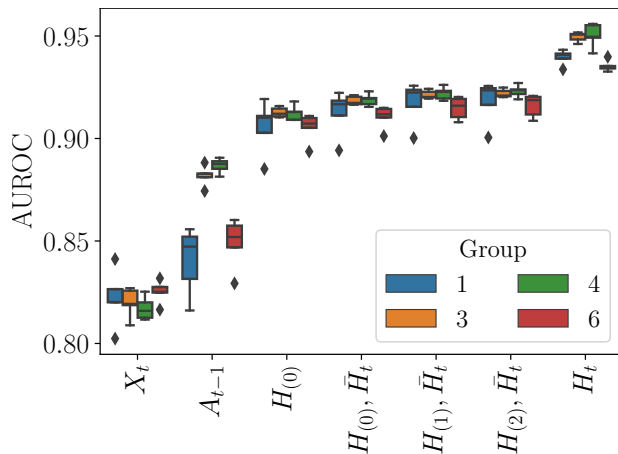 0.95
0.90
0.85
0.80
AUROC
Group
1
4
3
6
X_t
A_{t−1}
H_{(0)}
H_{(0)}, H̄_t
H_{(1)}, H̄_t
H_{(2)}, H̄_t
H_t